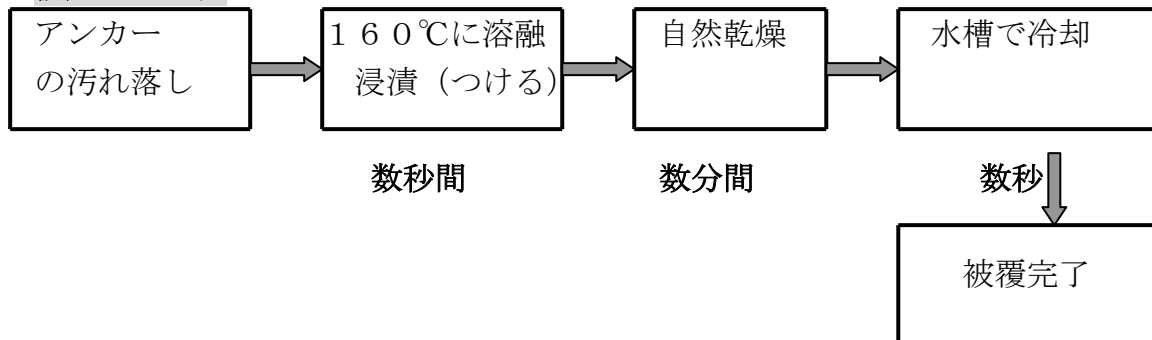 アンカー
の汚れ落し
１６０℃に溶融
浸漬（つける）
自然乾燥
水槽で冷却
数秒間
数分間
数秒
被覆完了